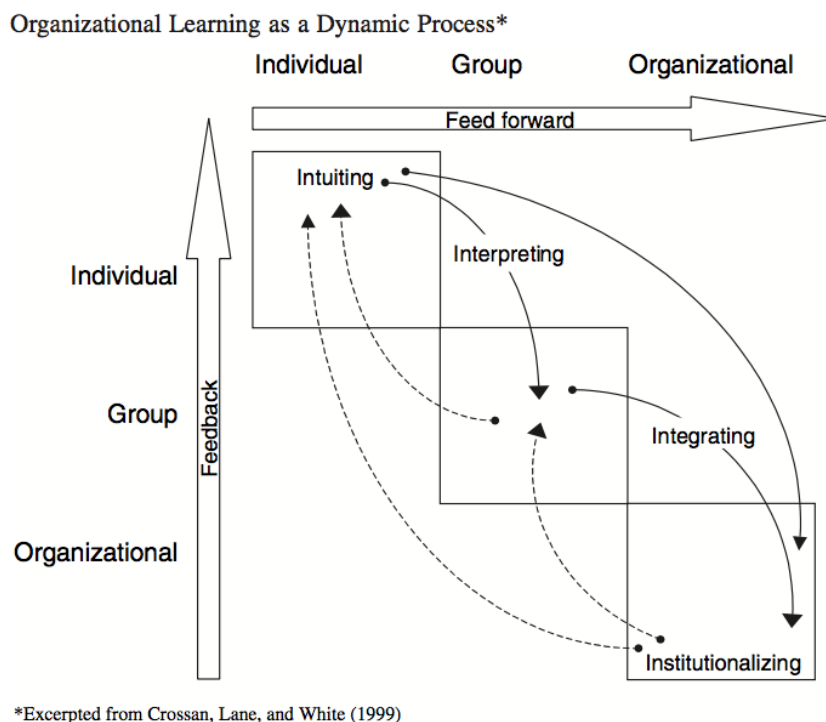 Organizational Learning as a Dynamic Process*
Individual Group Organizational
Feed forward
Intuiting
Interpreting
Individual
Group
Feedback
Integrating
Organizational
Institutionalizing
*Excerpted from Crossan, Lane, and White (1999)